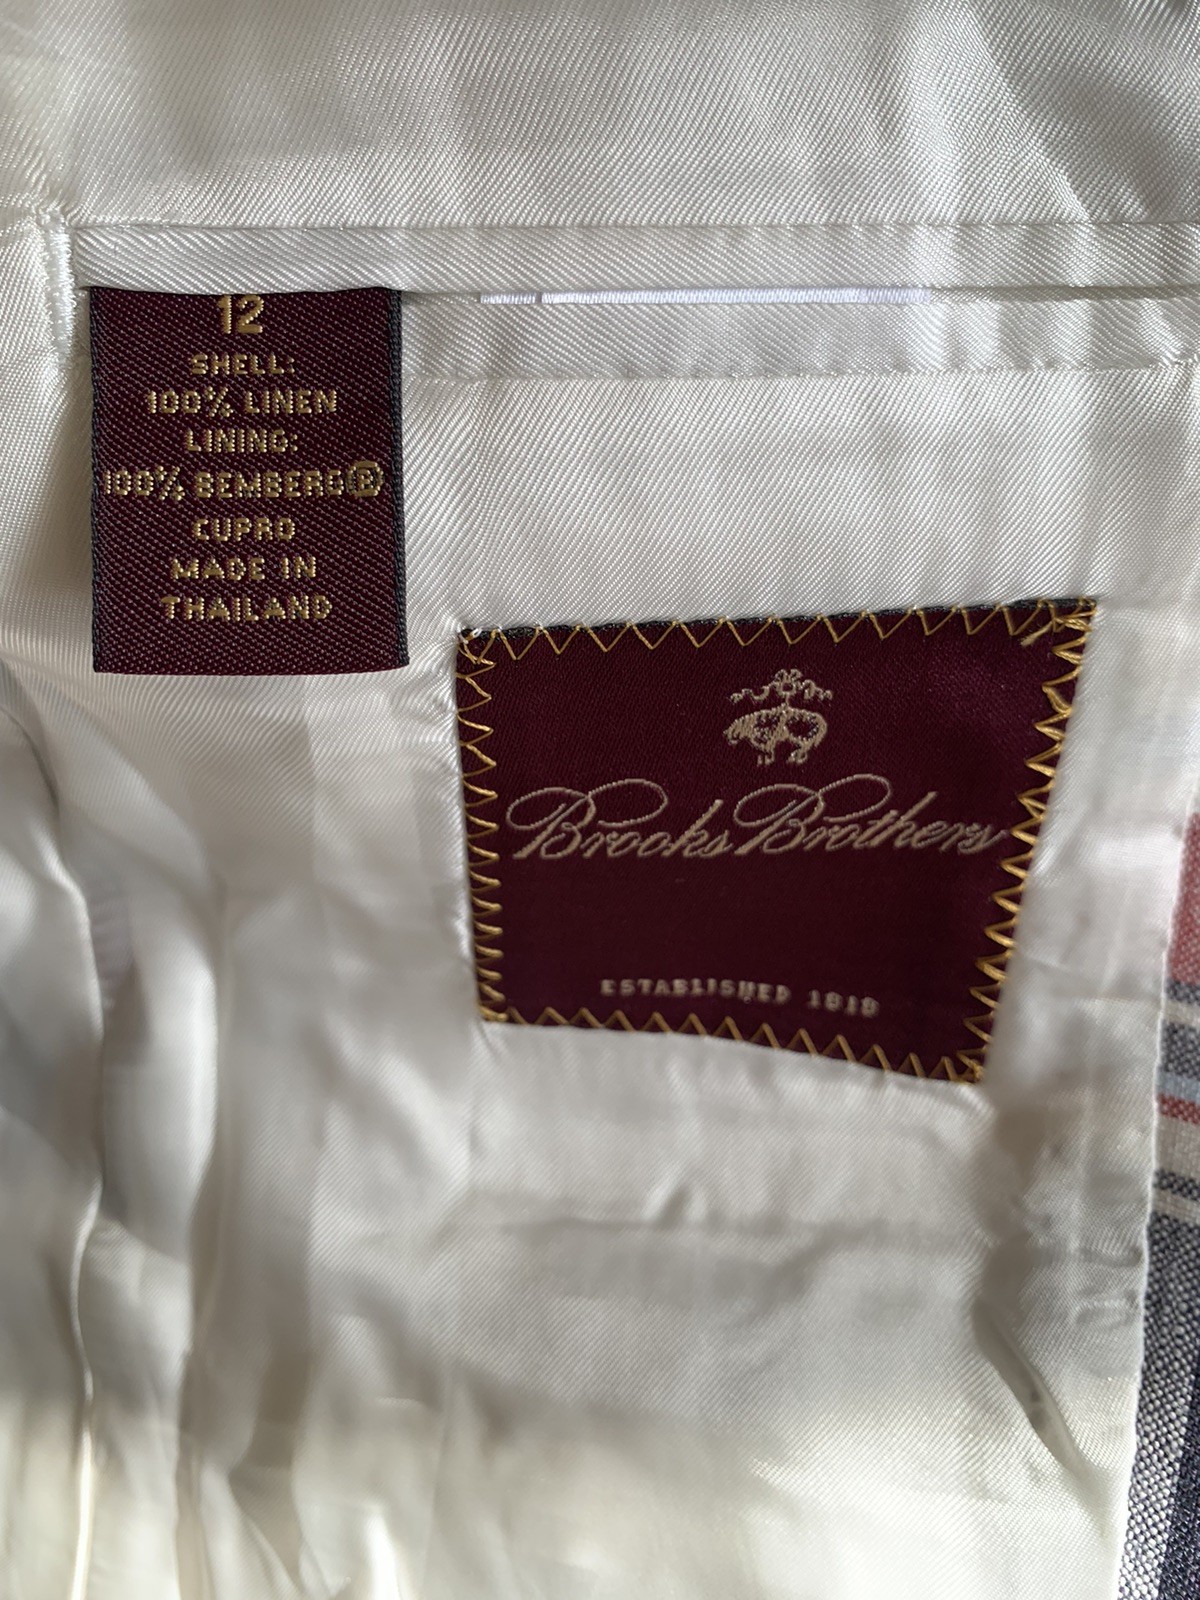 12
SHELL:
100% LINEN
LINING:
100% BEMBERG®
CUPRO
MADE IN
THAILAND
Brooks Brothers
ESTABLISHED 1818